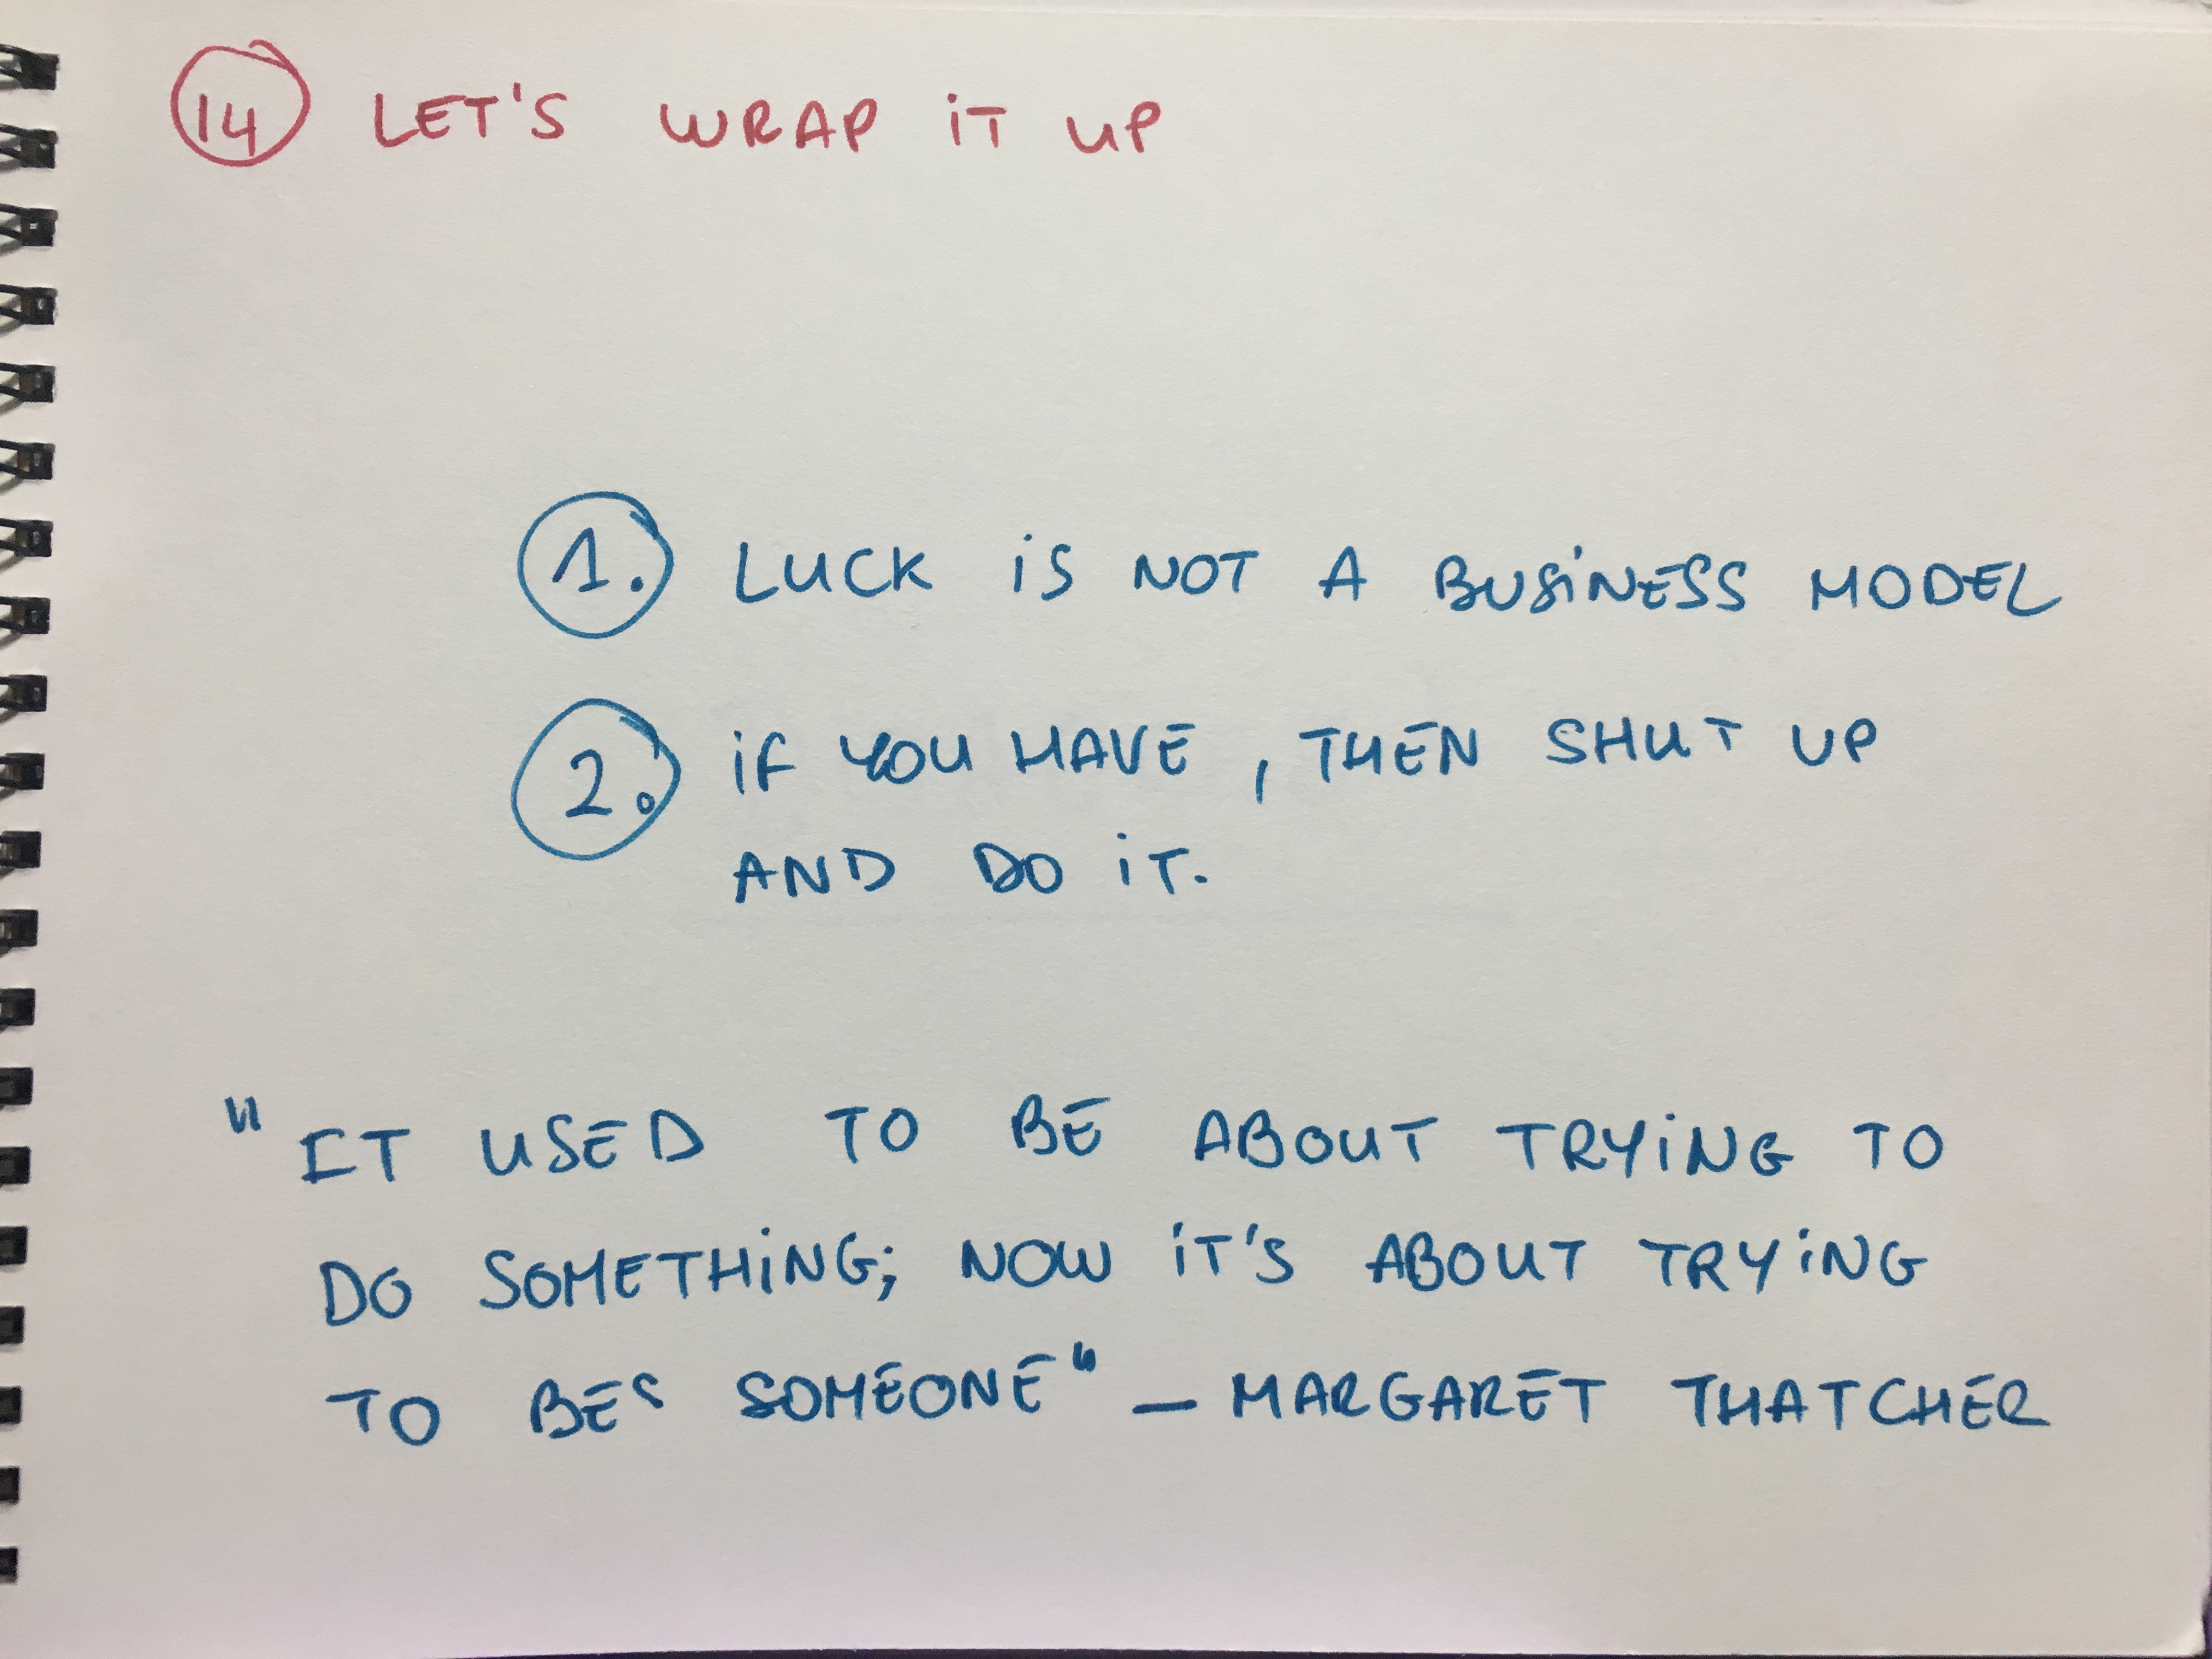 14 LET'S WRAP iT UP
1. LUCK iS NOT A BUSiNESS MODEL
2. iF YOU HAVE , THEN SHUT UP
AND DO iT.
"IT USED TO BE ABOUT TRYiNG TO
DO SOMETHiNG; NOW iT'S ABOUT TRYiNG
TO BES SOMEONE" – MARGARET THATCHER